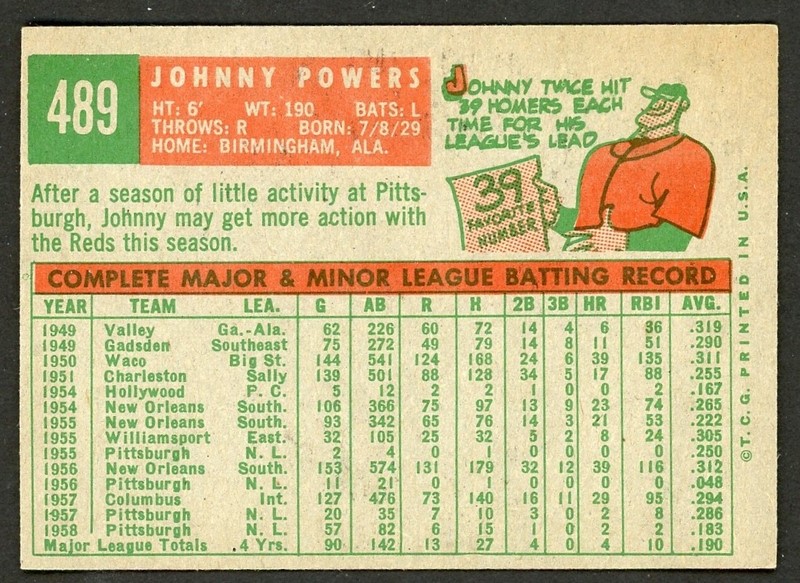 489
JOHNNY POWERS
HT: 6' WT: 190 BATS: L
THROWS: R BORN: 7/8/29
HOME: BIRMINGHAM, ALA.
JOHNNY TWICE HIT
39 HOMERS EACH
TIME FOR HIS
LEAGUE'S LEAD
39
FAVORITE
NUMBER
After a season of little activity at Pitts-
burgh, Johnny may get more action with
the Reds this season.
COMPLETE MAJOR & MINOR LEAGUE BATTING RECORD
YEAR TEAM LEA. G AB R H 2B 3B HR RBI AVG.
1949 Valley Ga.-Ala. 62 226 60 72 14 4 6 36 .319
1949 Gadsden Southeast 75 272 49 79 14 8 11 51 .290
1950 Waco Big St. 144 541 124 168 24 6 39 135 .311
1951 Charleston Sally 139 501 88 128 34 5 17 88 .255
1954 Hollywood P. C. 5 12 2 2 1 0 0 2 .167
1954 New Orleans South. 106 366 75 97 13 9 23 74 .265
1955 New Orleans South. 93 342 65 76 14 3 21 53 .222
1955 Williamsport East. 32 105 25 32 5 2 8 24 .305
1955 Pittsburgh N. L. 2 4 0 1 0 0 0 0 .250
1956 New Orleans South. 153 574 131 179 32 12 39 116 .312
1956 Pittsburgh N. L. 11 21 0 1 0 0 0 0 .048
1957 Columbus Int. 127 476 73 140 16 11 29 95 .294
1957 Pittsburgh N. L. 20 35 7 10 3 0 2 8 .286
1958 Pittsburgh N. L. 57 82 6 15 1 0 2 2 .183
Major League Totals 4 Yrs. 90 142 13 27 4 0 4 10 .190
© T. C. G. PRINTED IN U.S.A.